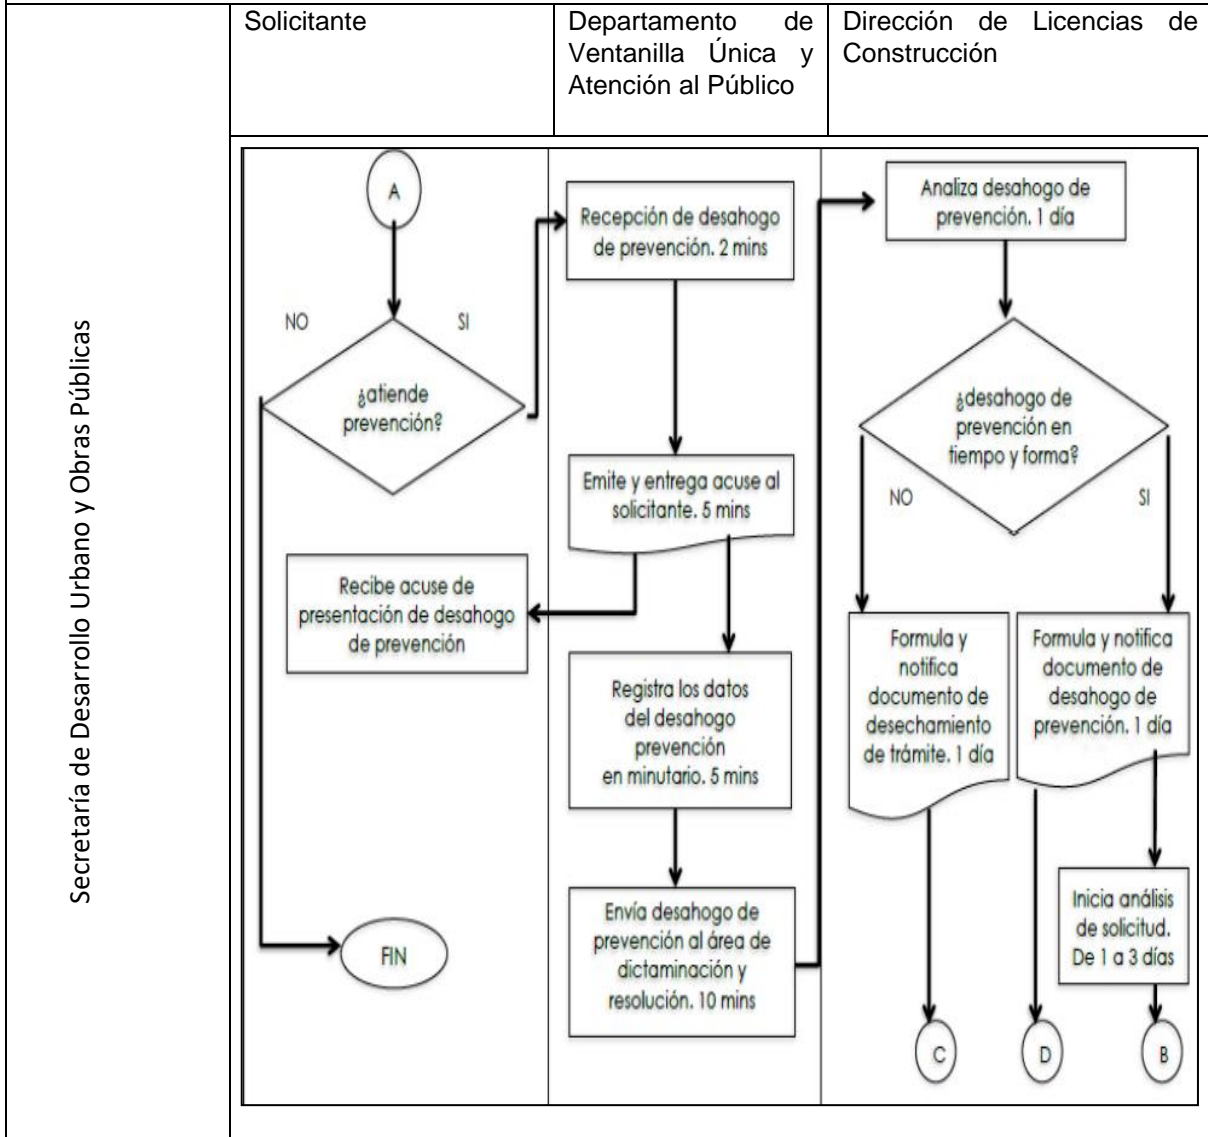 Solicitante
Departamento de
Ventanilla Única y
Atención al Público
Dirección de Licencias de
Construcción
Secretaría de Desarrollo Urbano y Obras Públicas
A
NO
SI
¿atiende
prevención?
Recibe acuse de
presentación de desahogo
de prevención
FIN
Recepción de desahogo
de prevención. 2 mins
Emite y entrega acuse al
solicitante. 5 mins
Registra los datos
del desahogo
prevención
en minutario. 5 mins
Envía desahogo de
prevención al área de
dictaminación y
resolución. 10 mins
Analiza desahogo de
prevención. 1 día
¿desahogo de
prevención en
tiempo y forma?
NO
SI
Formula y
notifica
documento de
desechamiento
de trámite. 1 día
Formula y notifica
documento de
desahogo de
prevención. 1 día
Inicia análisis
de solicitud.
De 1 a 3 días
C
D
B